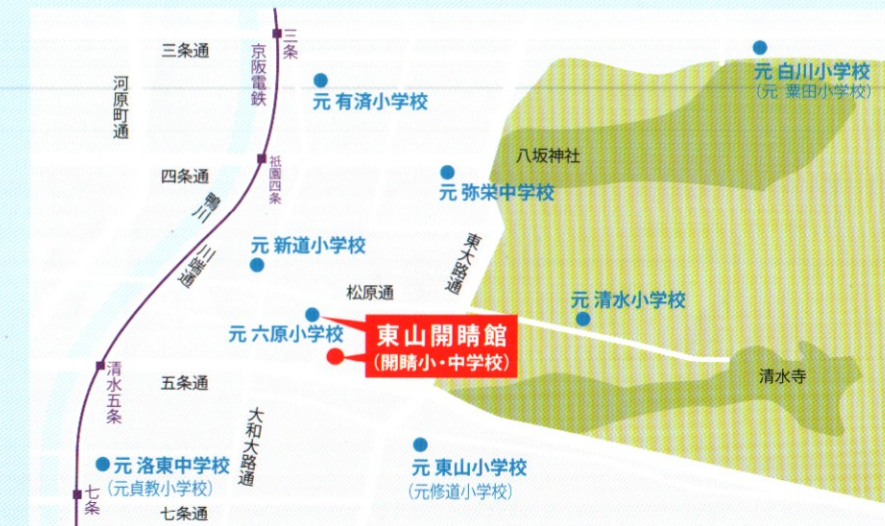 三条通
京阪電鉄
三条
河原町通
元 有済小学校
元 白川小学校
(元 粟田小学校)
四条通
祇園四条
八坂神社
元 弥栄中学校
鴨川
川端通
元 新道小学校
東大路通
松原通
元 清水小学校
元 六原小学校
東山開睛館
(開睛小・中学校)
清水五条
五条通
清水寺
大和大路通
元 洛東中学校
(元貞教小学校)
元 東山小学校
(元修道小学校)
七条
七条通